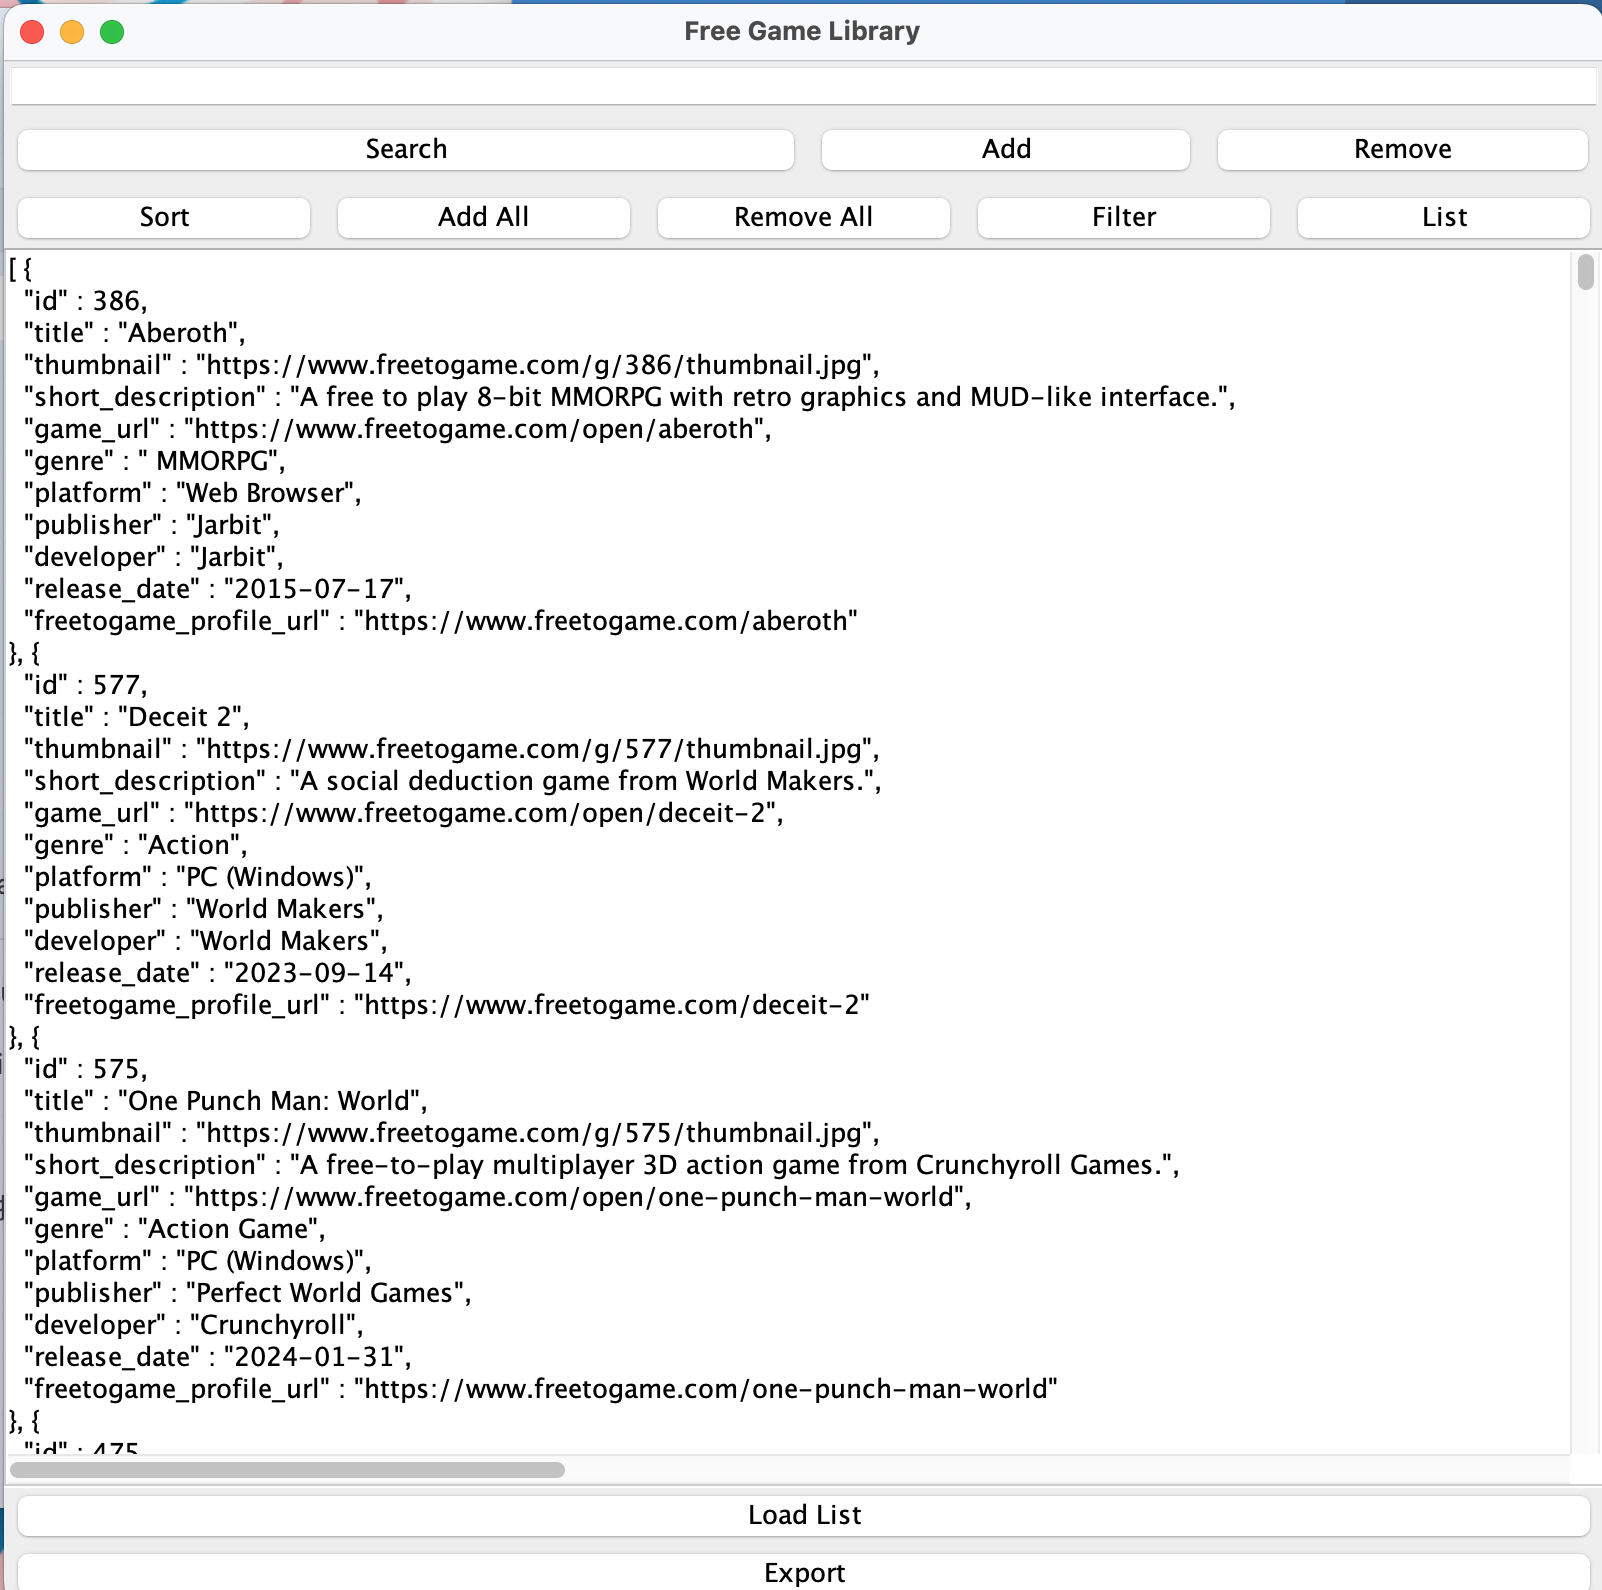 Free Game Library
Search Add Remove
Sort Add All Remove All Filter List
[ {
"id" : 386,
"title" : "Aberoth",
"thumbnail" : "https://www.freetogame.com/g/386/thumbnail.jpg",
"short_description" : "A free to play 8-bit MMORPG with retro graphics and MUD-like interface.",
"game_url" : "https://www.freetogame.com/open/aberoth",
"genre" : " MMORPG",
"platform" : "Web Browser",
"publisher" : "Jarbit",
"developer" : "Jarbit",
"release_date" : "2015-07-17",
"freetogame_profile_url" : "https://www.freetogame.com/aberoth"
}, {
"id" : 577,
"title" : "Deceit 2",
"thumbnail" : "https://www.freetogame.com/g/577/thumbnail.jpg",
"short_description" : "A social deduction game from World Makers.",
"game_url" : "https://www.freetogame.com/open/deceit-2",
"genre" : "Action",
"platform" : "PC (Windows)",
"publisher" : "World Makers",
"developer" : "World Makers",
"release_date" : "2023-09-14",
"freetogame_profile_url" : "https://www.freetogame.com/deceit-2"
}, {
"id" : 575,
"title" : "One Punch Man: World",
"thumbnail" : "https://www.freetogame.com/g/575/thumbnail.jpg",
"short_description" : "A free-to-play multiplayer 3D action game from Crunchyroll Games.",
"game_url" : "https://www.freetogame.com/open/one-punch-man-world",
"genre" : "Action Game",
"platform" : "PC (Windows)",
"publisher" : "Perfect World Games",
"developer" : "Crunchyroll",
"release_date" : "2024-01-31",
"freetogame_profile_url" : "https://www.freetogame.com/one-punch-man-world"
}, {
"id" : 475
Load List
Export